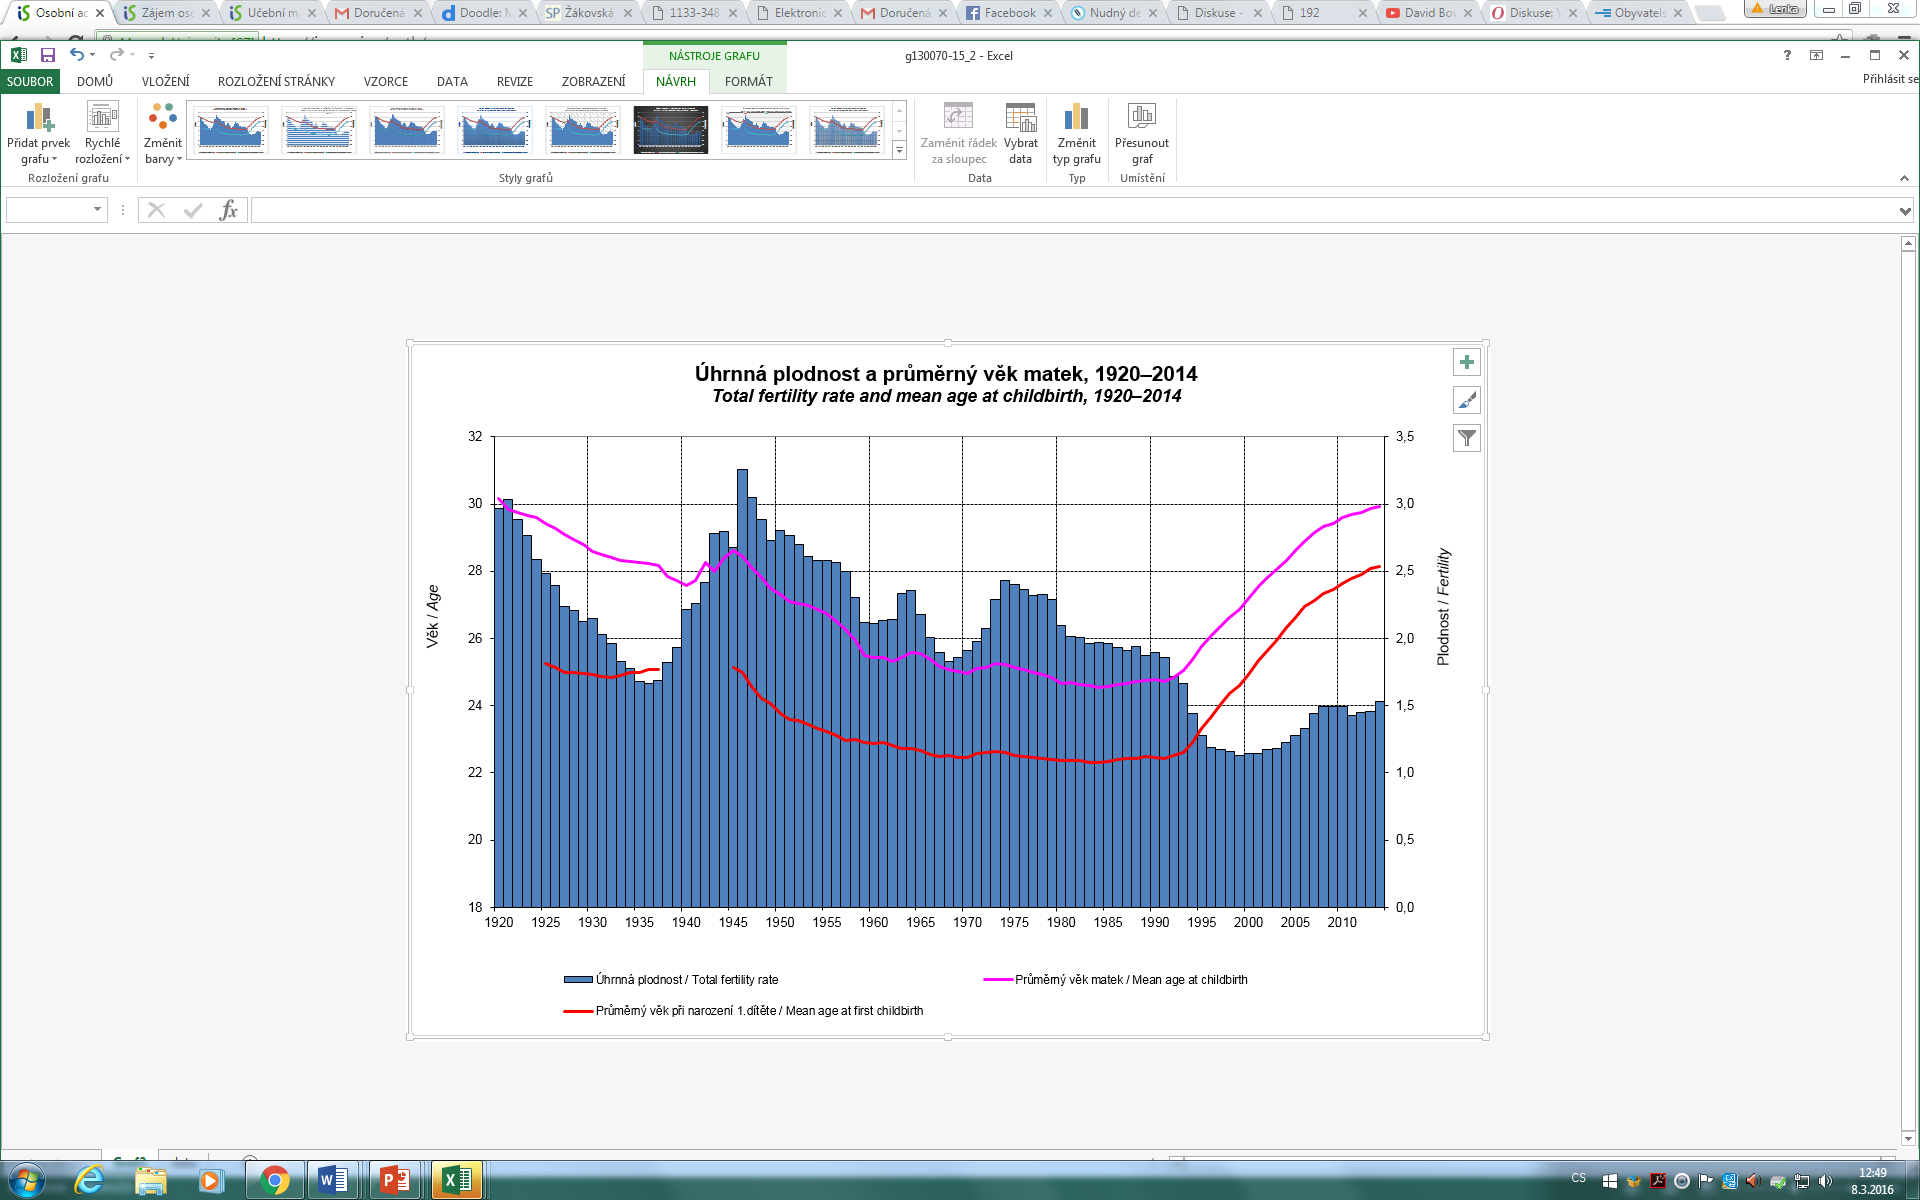 Osobní ad
Zájem oso
Učební m
Doručená
Doodle: M
SP Žákovská
1133-348
Elektronic
Doručená
Facebook
Nudný de
Diskuse -
192
David Bow
Diskuse: V
Obyvatels
Lenka
NÁSTROJE GRAFU
g130070-15_2 - Excel
SOUBOR DOMŮ VLOŽENÍ ROZLOŽENÍ STRÁNKY VZORCE DATA REVIZE ZOBRAZENÍ NÁVRH FORMÁT
Přihlásit se
Přidat prvek
grafu
Rychlé
rozložení
Změnit
barvy
Zaměnit řádek
za sloupec
Vybrat
data
Změnit
typ grafu
Přesunout
graf
Rozložení grafu
Styly grafů
Data
Typ
Umístění
fx
Úhrnná plodnost a průměrný věk matek, 1920–2014
Total fertility rate and mean age at childbirth, 1920–2014
Věk / Age
32
30
28
26
24
22
20
18
3,5
3,0
2,5
2,0
1,5
1,0
0,5
0,0
Plodnost / Fertility
1920 1925 1930 1935 1940 1945 1950 1955 1960 1965 1970 1975 1980 1985 1990 1995 2000 2005 2010
Úhrnná plodnost / Total fertility rate
Průměrný věk matek / Mean age at childbirth
Průměrný věk při narození 1.dítěte / Mean age at first childbirth
CS
12:49
8.3.2016